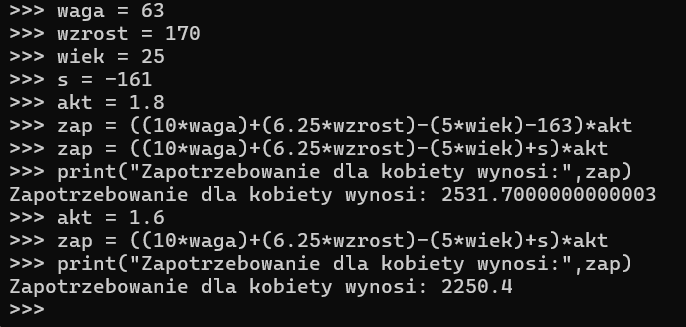 >>> waga = 63
>>> wzrost = 170
>>> wiek = 25
>>> s = -161
>>> akt = 1.8
>>> zap = ((10*waga)+(6.25*wzrost)-(5*wiek)-163)*akt
>>> zap = ((10*waga)+(6.25*wzrost)-(5*wiek)+s)*akt
>>> print("Zapotrzebowanie dla kobiety wynosi:",zap)
Zapotrzebowanie dla kobiety wynosi: 2531.7000000000003
>>> akt = 1.6
>>> zap = ((10*waga)+(6.25*wzrost)-(5*wiek)+s)*akt
>>> print("Zapotrzebowanie dla kobiety wynosi:",zap)
Zapotrzebowanie dla kobiety wynosi: 2250.4
>>>